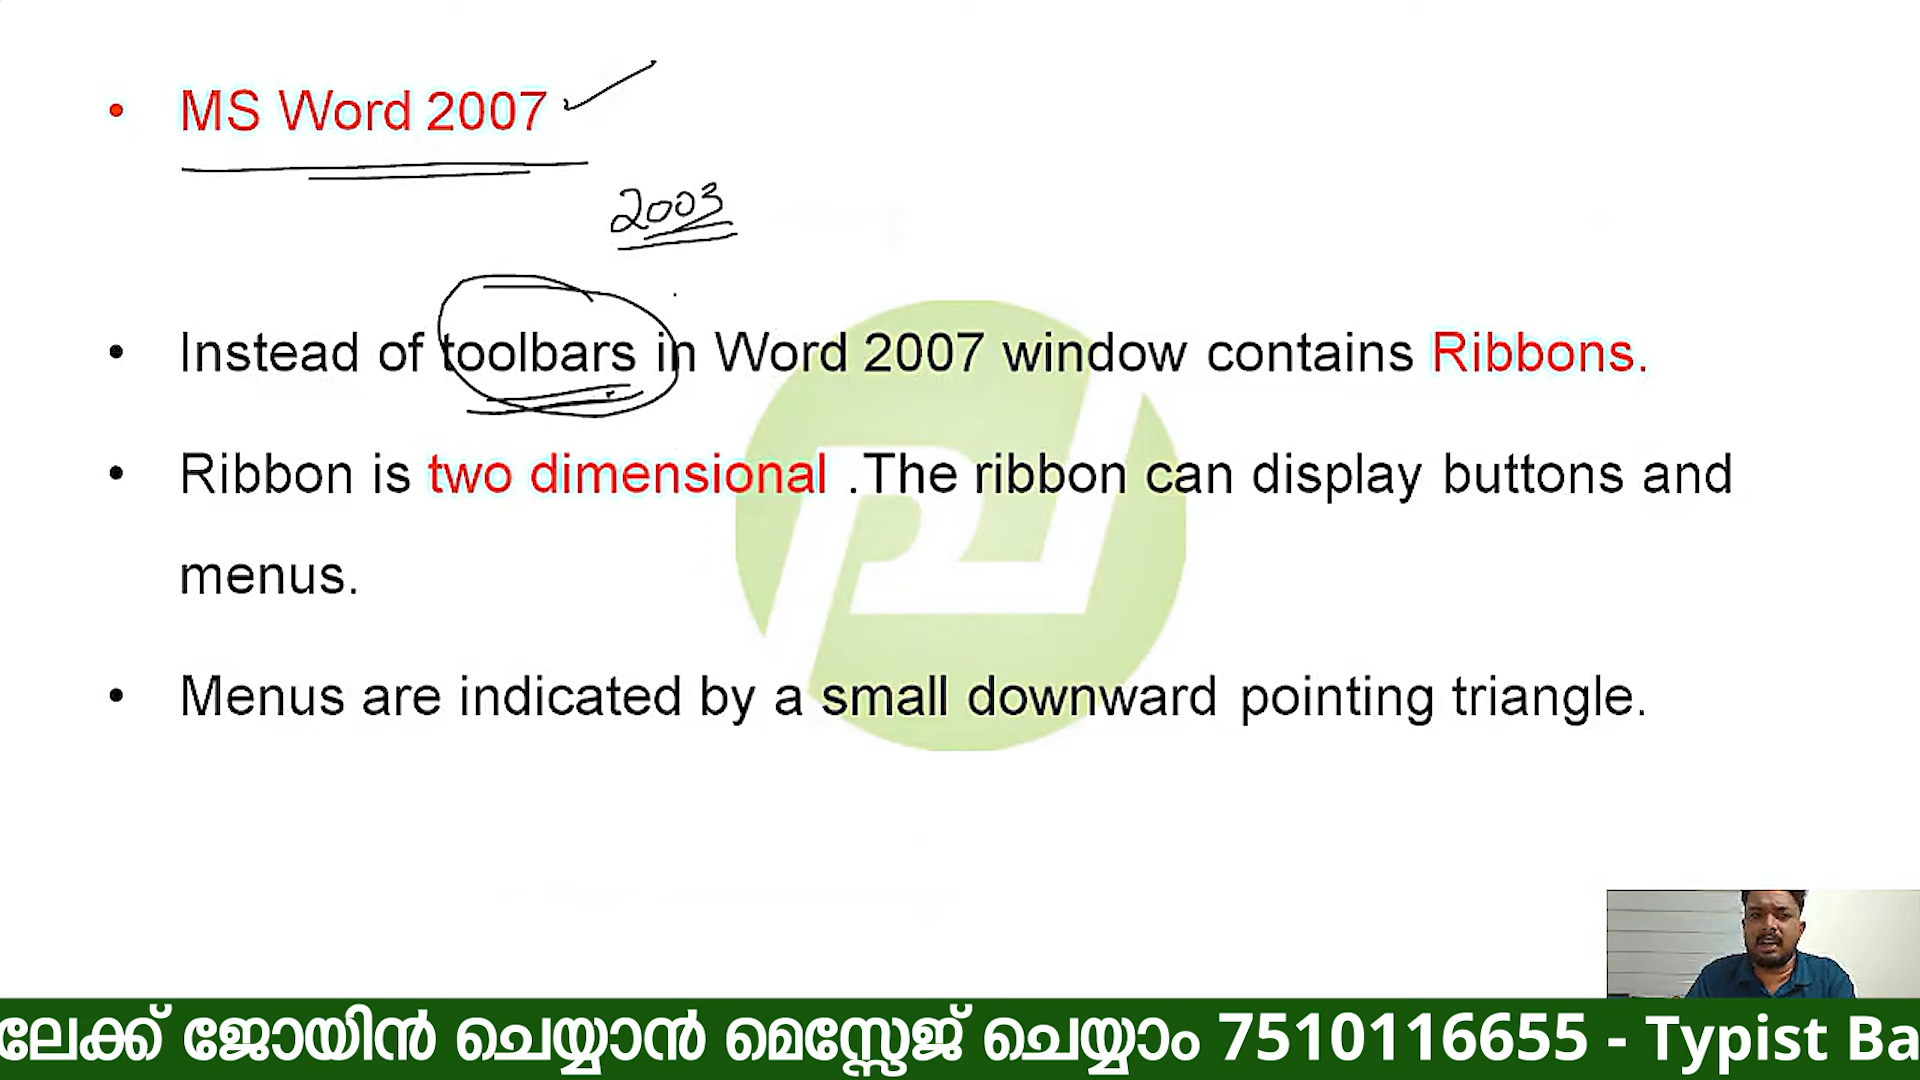 • MS Word 2007
2003
• Instead of toolbars in Word 2007 window contains Ribbons.
• Ribbon is two dimensional .The ribbon can display buttons and
menus.
• Menus are indicated by a small downward pointing triangle.
ലേക്ക് ജോയിൻ ചെയ്യാൻ മെസ്സേജ് ചെയ്യാം 7510116655 - Typist Ba